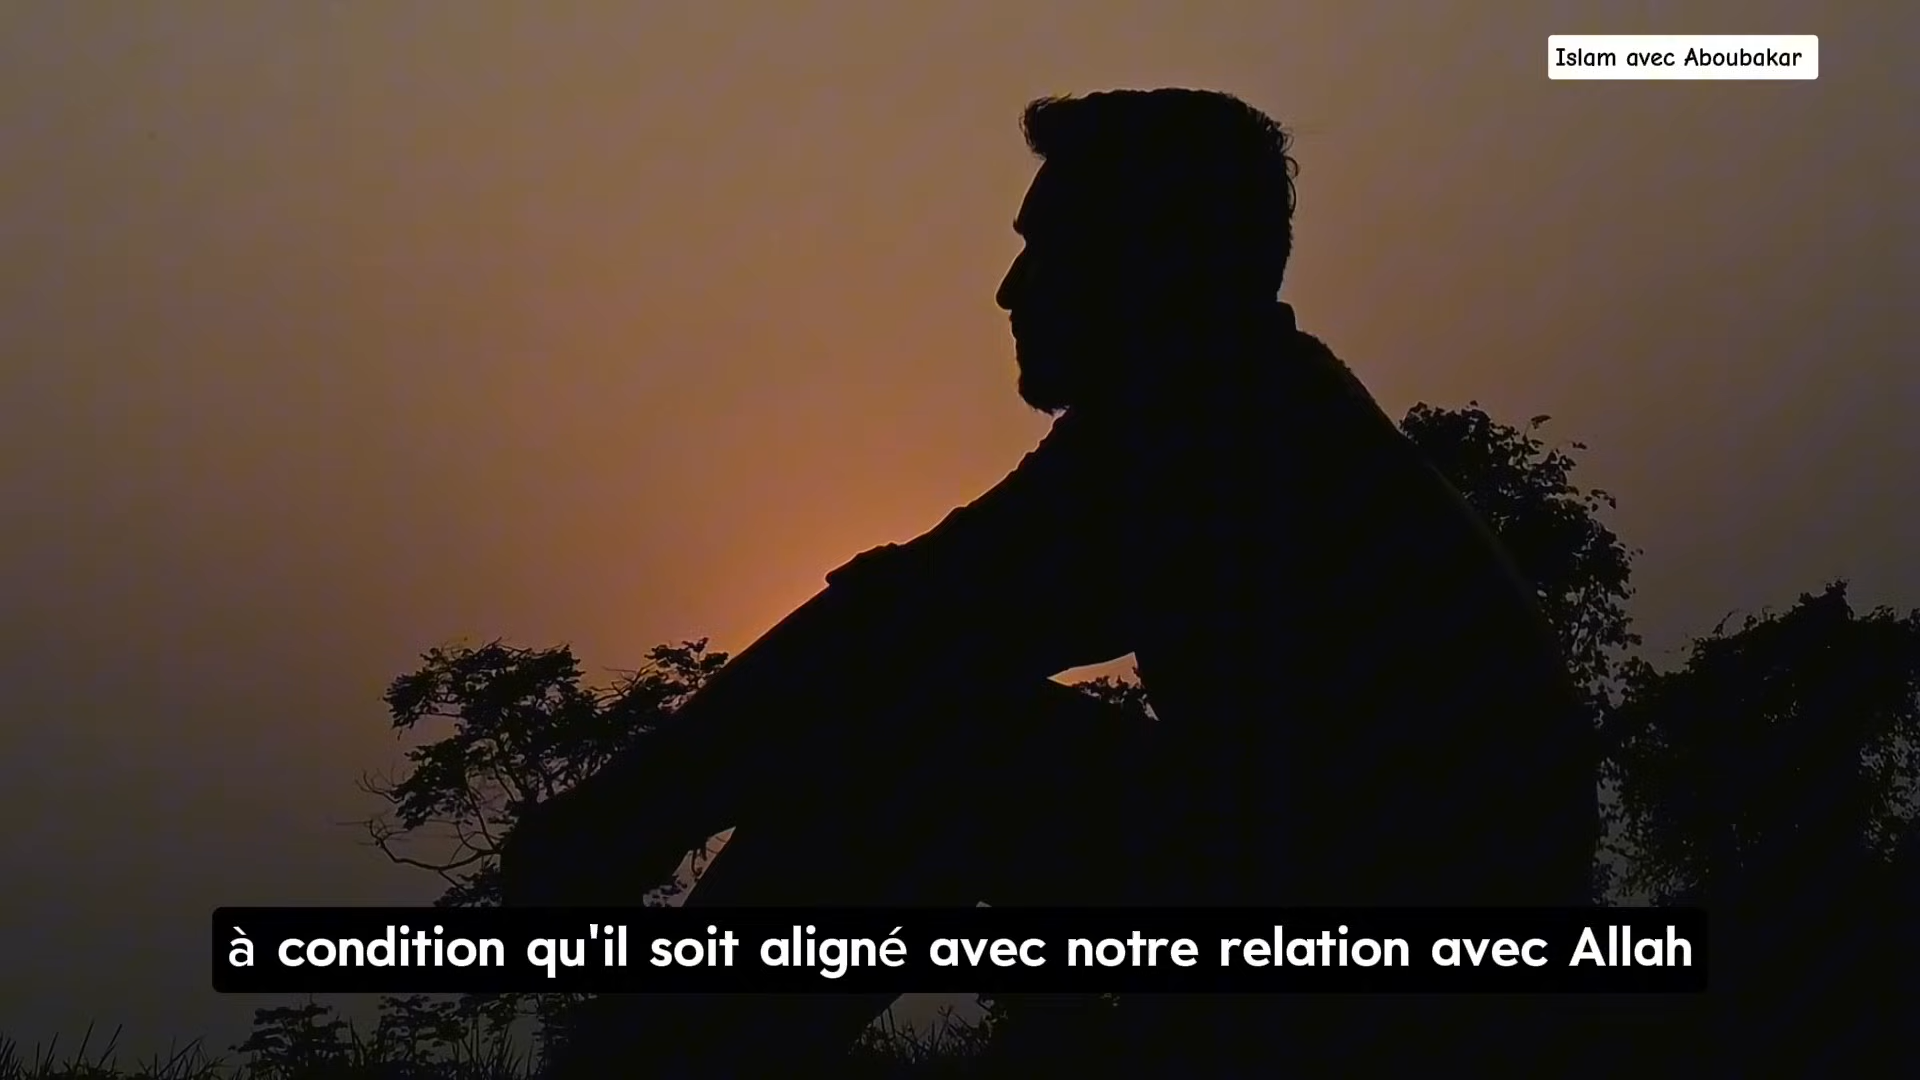 Islam avec Aboubakar
à condition qu'il soit aligné avec notre relation avec Allah